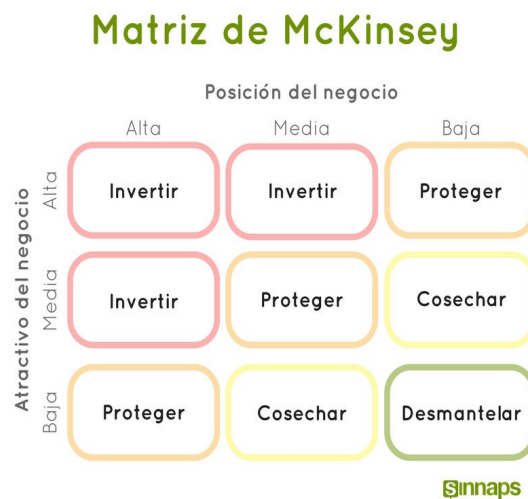 Matriz de McKinsey
Posición del negocio
Alta Media Baja
Atractivo del negocio
Alta
Invertir Invertir Proteger
Media
Invertir Proteger Cosechar
Baja
Proteger Cosechar Desmantelar
sinnaps